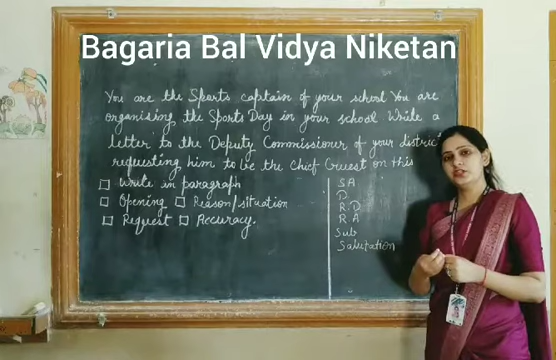 Bagaria Bal Vidya Niketan
You are the Sports captain of your school You are
organising the Sports Day in your school Write a
letter to the Deputy Commissioner of your district
requesting him to be the Chief Guest on this
□ Write in paragraph
□ Opening □ Reason/situation
□ Request □ Accuracy.
SA
D
R.D
R.A
Sub
Salutation